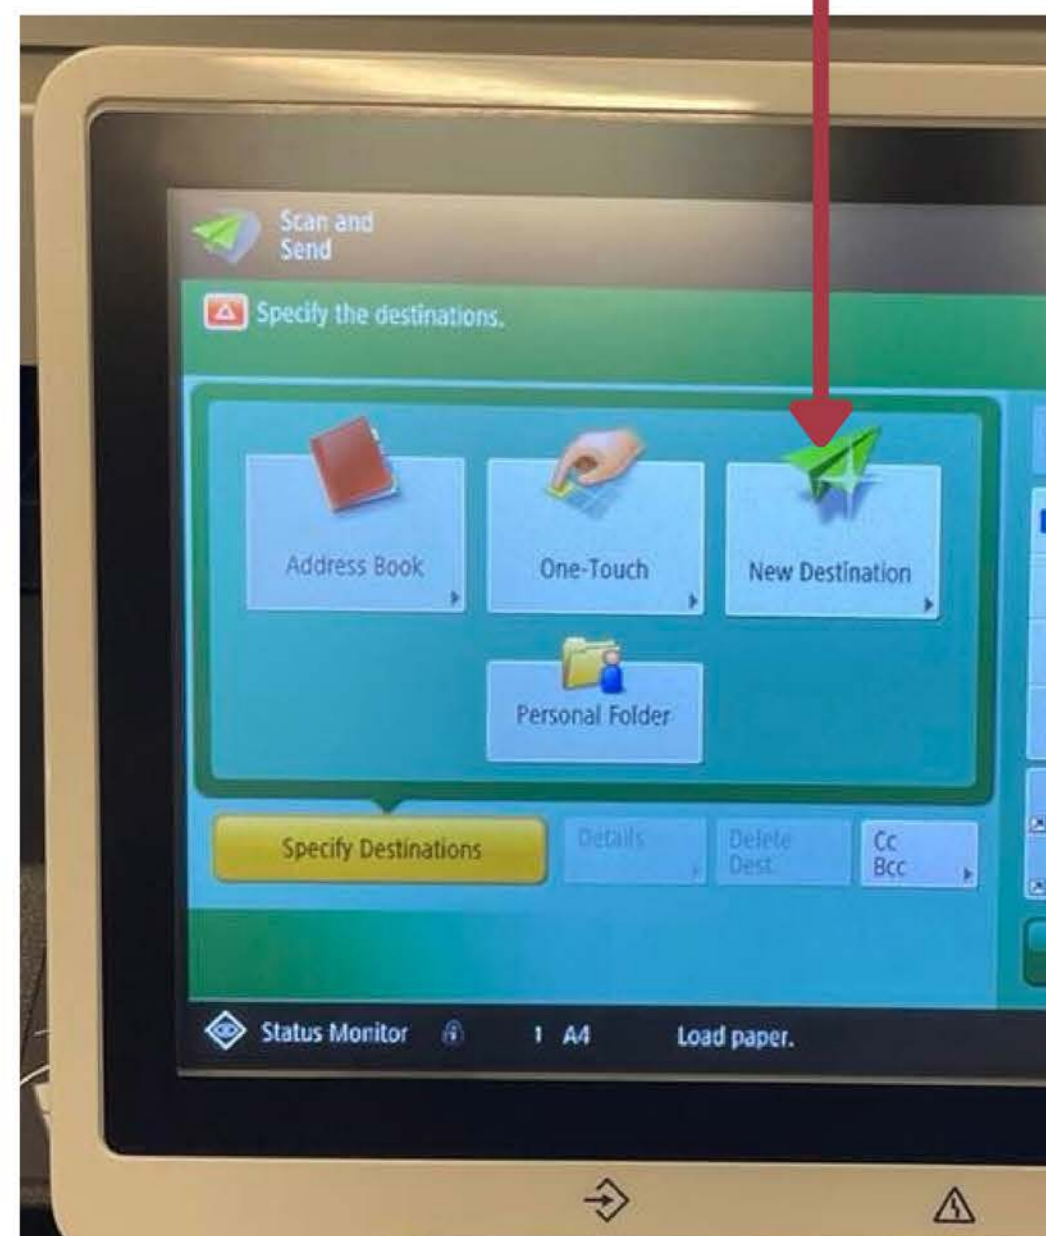 Scan and
Send
Specify the destinations.
Address Book
One-Touch
New Destination
Personal Folder
Specify Destinations
Details
Delete
Dest.
Cc
Bcc
Status Monitor
1 A4
Load paper.